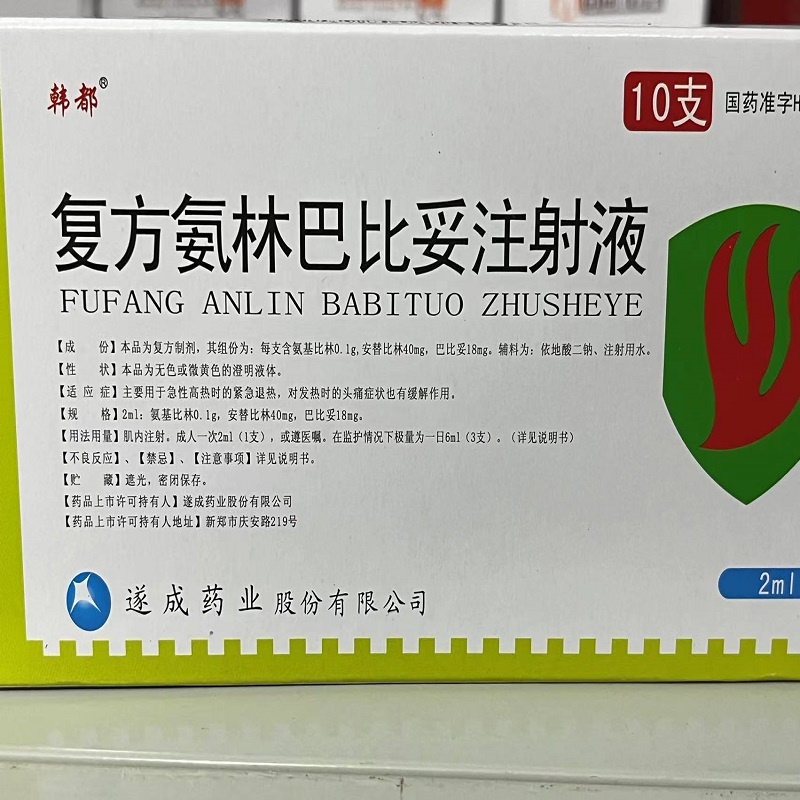 韩都®
10支 国药准字H
复方氨林巴比妥注射液
FUFANG ANLIN BABITUO ZHUSHEYE
【成 份】本品为复方制剂，其组份为：每支含氨基比林0.1g,安替比林40mg，巴比妥18mg。辅料为：依地酸二钠、注射用水。
【性 状】本品为无色或微黄色的澄明液体。
【适 应 症】主要用于急性高热时的紧急退热，对发热时的头痛症状也有缓解作用。
【规 格】2ml：氨基比林0.1g，安替比林40mg，巴比妥18mg。
【用法用量】肌内注射。成人一次2ml（1支），或遵医嘱。在监护情况下极量为一日6ml（3支）。（详见说明书）
【不良反应】、【禁忌】、【注意事项】详见说明书。
【贮 藏】遮光，密闭保存。
【药品上市许可持有人】遂成药业股份有限公司
【药品上市许可持有人地址】新郑市庆安路219号
2ml
遂成药业股份有限公司